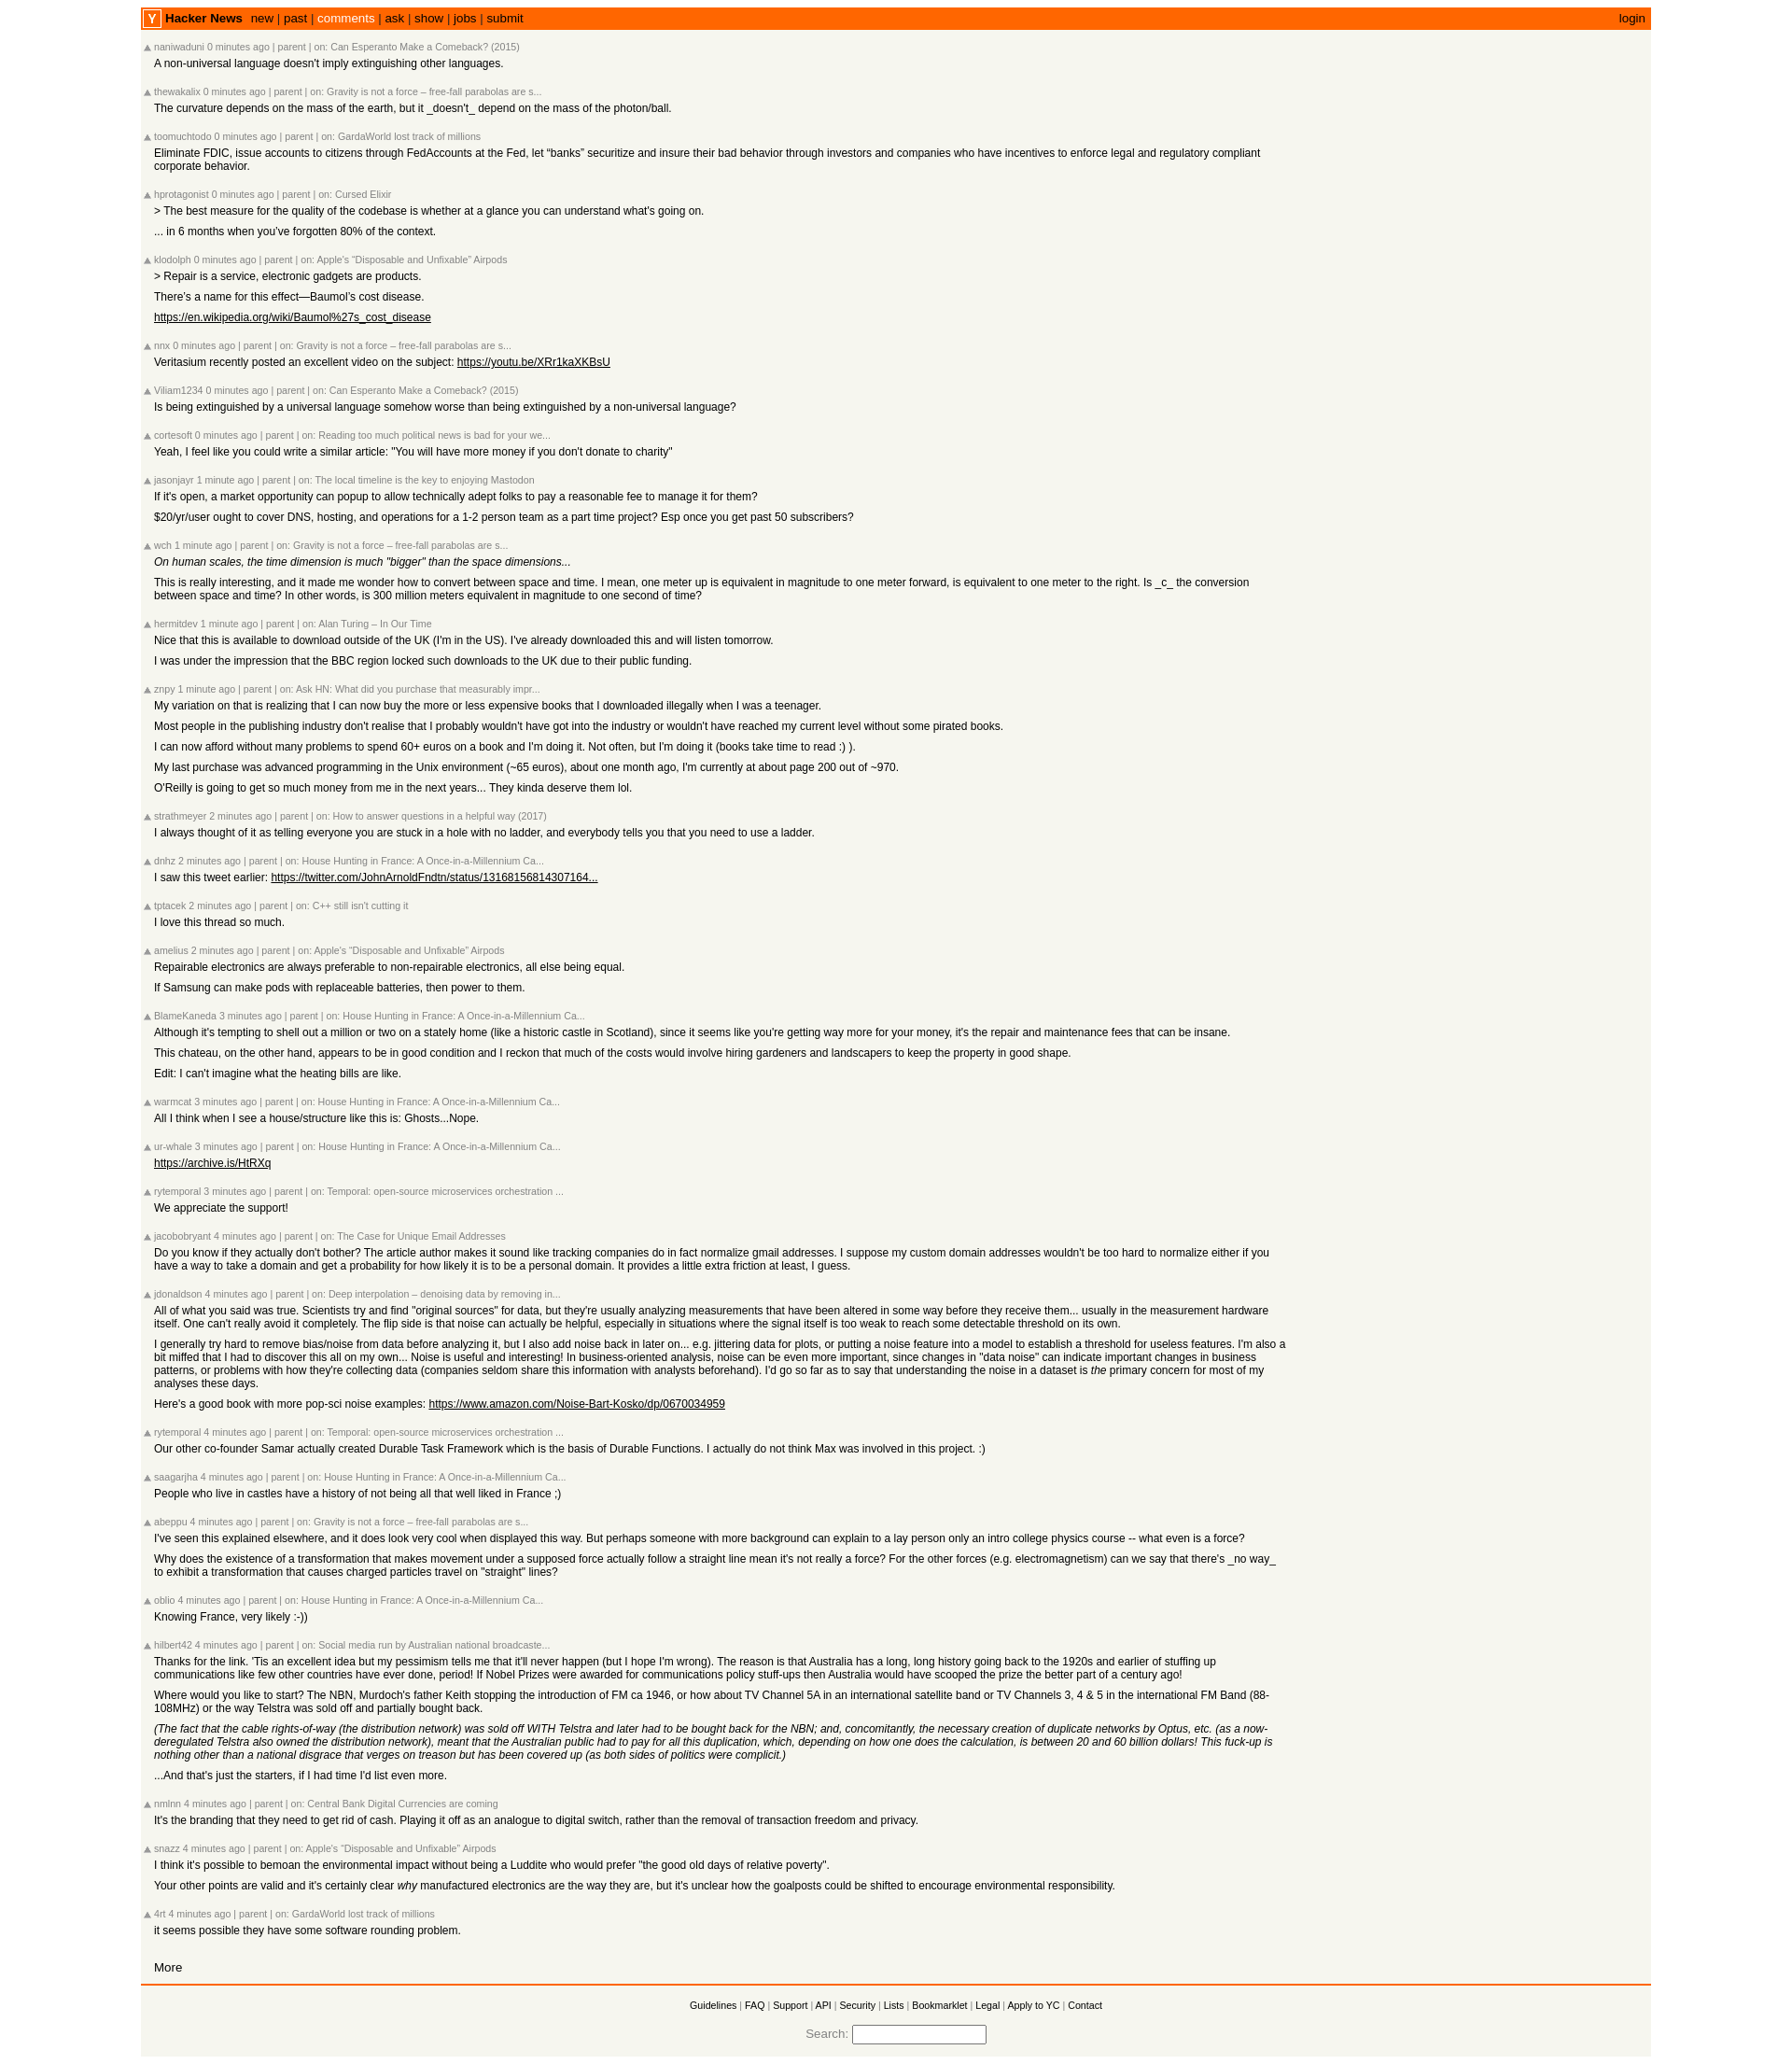 Y Hacker News new | past | comments | ask | show | jobs | submit login
naniwaduni 0 minutes ago | parent | on: Can Esperanto Make a Comeback? (2015)
A non-universal language doesn't imply extinguishing other languages.
thewakalix 0 minutes ago | parent | on: Gravity is not a force – free-fall parabolas are s...
The curvature depends on the mass of the earth, but it _doesn't_ depend on the mass of the photon/ball.
toomuchtodo 0 minutes ago | parent | on: GardaWorld lost track of millions
Eliminate FDIC, issue accounts to citizens through FedAccounts at the Fed, let “banks” securitize and insure their bad behavior through investors and companies who have incentives to enforce legal and regulatory compliant
corporate behavior.
hprotagonist 0 minutes ago | parent | on: Cursed Elixir
> The best measure for the quality of the codebase is whether at a glance you can understand what's going on.
... in 6 months when you’ve forgotten 80% of the context.
klodolph 0 minutes ago | parent | on: Apple's “Disposable and Unfixable” Airpods
> Repair is a service, electronic gadgets are products.
There’s a name for this effect—Baumol’s cost disease.
https://en.wikipedia.org/wiki/Baumol%27s_cost_disease
nnx 0 minutes ago | parent | on: Gravity is not a force – free-fall parabolas are s...
Veritasium recently posted an excellent video on the subject: https://youtu.be/XRr1kaXKBsU
Viliam1234 0 minutes ago | parent | on: Can Esperanto Make a Comeback? (2015)
Is being extinguished by a universal language somehow worse than being extinguished by a non-universal language?
cortesoft 0 minutes ago | parent | on: Reading too much political news is bad for your we...
Yeah, I feel like you could write a similar article: "You will have more money if you don't donate to charity"
jasonjayr 1 minute ago | parent | on: The local timeline is the key to enjoying Mastodon
If it's open, a market opportunity can popup to allow technically adept folks to pay a reasonable fee to manage it for them?
$20/yr/user ought to cover DNS, hosting, and operations for a 1-2 person team as a part time project? Esp once you get past 50 subscribers?
wch 1 minute ago | parent | on: Gravity is not a force – free-fall parabolas are s...
On human scales, the time dimension is much "bigger" than the space dimensions...
This is really interesting, and it made me wonder how to convert between space and time. I mean, one meter up is equivalent in magnitude to one meter forward, is equivalent to one meter to the right. Is _c_ the conversion
between space and time? In other words, is 300 million meters equivalent in magnitude to one second of time?
hermitdev 1 minute ago | parent | on: Alan Turing – In Our Time
Nice that this is available to download outside of the UK (I'm in the US). I've already downloaded this and will listen tomorrow.
I was under the impression that the BBC region locked such downloads to the UK due to their public funding.
znpy 1 minute ago | parent | on: Ask HN: What did you purchase that measurably impr...
My variation on that is realizing that I can now buy the more or less expensive books that I downloaded illegally when I was a teenager.
Most people in the publishing industry don't realise that I probably wouldn't have got into the industry or wouldn't have reached my current level without some pirated books.
I can now afford without many problems to spend 60+ euros on a book and I'm doing it. Not often, but I'm doing it (books take time to read :) ).
My last purchase was advanced programming in the Unix environment (~65 euros), about one month ago, I'm currently at about page 200 out of ~970.
O'Reilly is going to get so much money from me in the next years... They kinda deserve them lol.
strathmeyer 2 minutes ago | parent | on: How to answer questions in a helpful way (2017)
I always thought of it as telling everyone you are stuck in a hole with no ladder, and everybody tells you that you need to use a ladder.
dnhz 2 minutes ago | parent | on: House Hunting in France: A Once-in-a-Millennium Ca...
I saw this tweet earlier: https://twitter.com/JohnArnoldFndtn/status/13168156814307164...
tptacek 2 minutes ago | parent | on: C++ still isn't cutting it
I love this thread so much.
amelius 2 minutes ago | parent | on: Apple's “Disposable and Unfixable” Airpods
Repairable electronics are always preferable to non-repairable electronics, all else being equal.
If Samsung can make pods with replaceable batteries, then power to them.
BlameKaneda 3 minutes ago | parent | on: House Hunting in France: A Once-in-a-Millennium Ca...
Although it's tempting to shell out a million or two on a stately home (like a historic castle in Scotland), since it seems like you're getting way more for your money, it's the repair and maintenance fees that can be insane.
This chateau, on the other hand, appears to be in good condition and I reckon that much of the costs would involve hiring gardeners and landscapers to keep the property in good shape.
Edit: I can't imagine what the heating bills are like.
warmcat 3 minutes ago | parent | on: House Hunting in France: A Once-in-a-Millennium Ca...
All I think when I see a house/structure like this is: Ghosts...Nope.
ur-whale 3 minutes ago | parent | on: House Hunting in France: A Once-in-a-Millennium Ca...
https://archive.is/HtRXq
rytemporal 3 minutes ago | parent | on: Temporal: open-source microservices orchestration ...
We appreciate the support!
jacobobryant 4 minutes ago | parent | on: The Case for Unique Email Addresses
Do you know if they actually don't bother? The article author makes it sound like tracking companies do in fact normalize gmail addresses. I suppose my custom domain addresses wouldn't be too hard to normalize either if you
have a way to take a domain and get a probability for how likely it is to be a personal domain. It provides a little extra friction at least, I guess.
jdonaldson 4 minutes ago | parent | on: Deep interpolation – denoising data by removing in...
All of what you said was true. Scientists try and find "original sources" for data, but they're usually analyzing measurements that have been altered in some way before they receive them... usually in the measurement hardware
itself. One can't really avoid it completely. The flip side is that noise can actually be helpful, especially in situations where the signal itself is too weak to reach some detectable threshold on its own.
I generally try hard to remove bias/noise from data before analyzing it, but I also add noise back in later on... e.g. jittering data for plots, or putting a noise feature into a model to establish a threshold for useless features. I'm also a
bit miffed that I had to discover this all on my own... Noise is useful and interesting! In business-oriented analysis, noise can be even more important, since changes in "data noise" can indicate important changes in business
patterns, or problems with how they're collecting data (companies seldom share this information with analysts beforehand). I'd go so far as to say that understanding the noise in a dataset is the primary concern for most of my
analyses these days.
Here's a good book with more pop-sci noise examples: https://www.amazon.com/Noise-Bart-Kosko/dp/0670034959
rytemporal 4 minutes ago | parent | on: Temporal: open-source microservices orchestration ...
Our other co-founder Samar actually created Durable Task Framework which is the basis of Durable Functions. I actually do not think Max was involved in this project. :)
saagarjha 4 minutes ago | parent | on: House Hunting in France: A Once-in-a-Millennium Ca...
People who live in castles have a history of not being all that well liked in France ;)
abeppu 4 minutes ago | parent | on: Gravity is not a force – free-fall parabolas are s...
I've seen this explained elsewhere, and it does look very cool when displayed this way. But perhaps someone with more background can explain to a lay person only an intro college physics course -- what even is a force?
Why does the existence of a transformation that makes movement under a supposed force actually follow a straight line mean it's not really a force? For the other forces (e.g. electromagnetism) can we say that there's _no way_
to exhibit a transformation that causes charged particles travel on "straight" lines?
oblio 4 minutes ago | parent | on: House Hunting in France: A Once-in-a-Millennium Ca...
Knowing France, very likely :-))
hilbert42 4 minutes ago | parent | on: Social media run by Australian national broadcaste...
Thanks for the link. 'Tis an excellent idea but my pessimism tells me that it'll never happen (but I hope I'm wrong). The reason is that Australia has a long, long history going back to the 1920s and earlier of stuffing up
communications like few other countries have ever done, period! If Nobel Prizes were awarded for communications policy stuff-ups then Australia would have scooped the prize the better part of a century ago!
Where would you like to start? The NBN, Murdoch's father Keith stopping the introduction of FM ca 1946, or how about TV Channel 5A in an international satellite band or TV Channels 3, 4 & 5 in the international FM Band (88-
108MHz) or the way Telstra was sold off and partially bought back.
(The fact that the cable rights-of-way (the distribution network) was sold off WITH Telstra and later had to be bought back for the NBN; and, concomitantly, the necessary creation of duplicate networks by Optus, etc. (as a now-
deregulated Telstra also owned the distribution network), meant that the Australian public had to pay for all this duplication, which, depending on how one does the calculation, is between 20 and 60 billion dollars! This fuck-up is
nothing other than a national disgrace that verges on treason but has been covered up (as both sides of politics were complicit.)
...And that's just the starters, if I had time I'd list even more.
nmlnn 4 minutes ago | parent | on: Central Bank Digital Currencies are coming
It's the branding that they need to get rid of cash. Playing it off as an analogue to digital switch, rather than the removal of transaction freedom and privacy.
snazz 4 minutes ago | parent | on: Apple's “Disposable and Unfixable” Airpods
I think it's possible to bemoan the environmental impact without being a Luddite who would prefer "the good old days of relative poverty".
Your other points are valid and it's certainly clear why manufactured electronics are the way they are, but it's unclear how the goalposts could be shifted to encourage environmental responsibility.
4rt 4 minutes ago | parent | on: GardaWorld lost track of millions
it seems possible they have some software rounding problem.
More
Guidelines | FAQ | Support | API | Security | Lists | Bookmarklet | Legal | Apply to YC | Contact
Search: